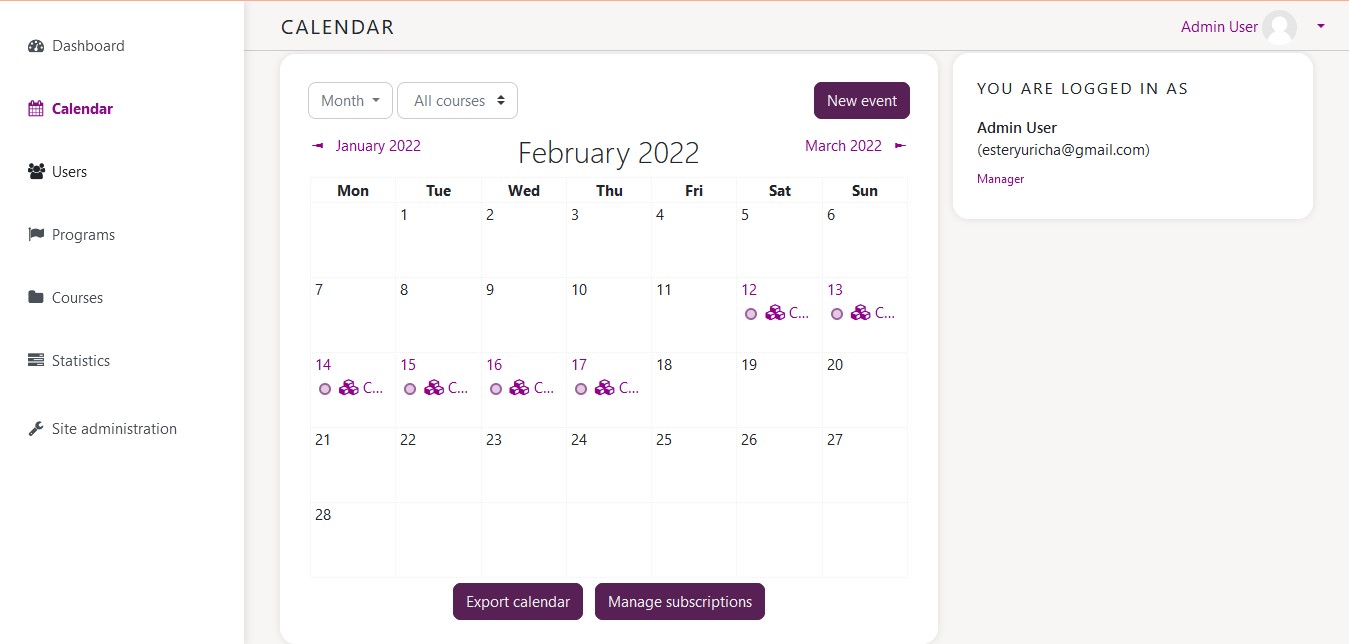 Dashboard
Calendar
Users
Programs
Courses
Statistics
Site administration
CALENDAR
Admin User
Month
All courses
New event
January 2022
February 2022
March 2022
Mon Tue Wed Thu Fri Sat Sun
1 2 3 4 5 6
7 8 9 10 11 12 13
C... C...
14 15 16 17 18 19 20
C... C... C... C...
21 22 23 24 25 26 27
28
Export calendar
Manage subscriptions
YOU ARE LOGGED IN AS
Admin User
(esteryuricha@gmail.com)
Manager